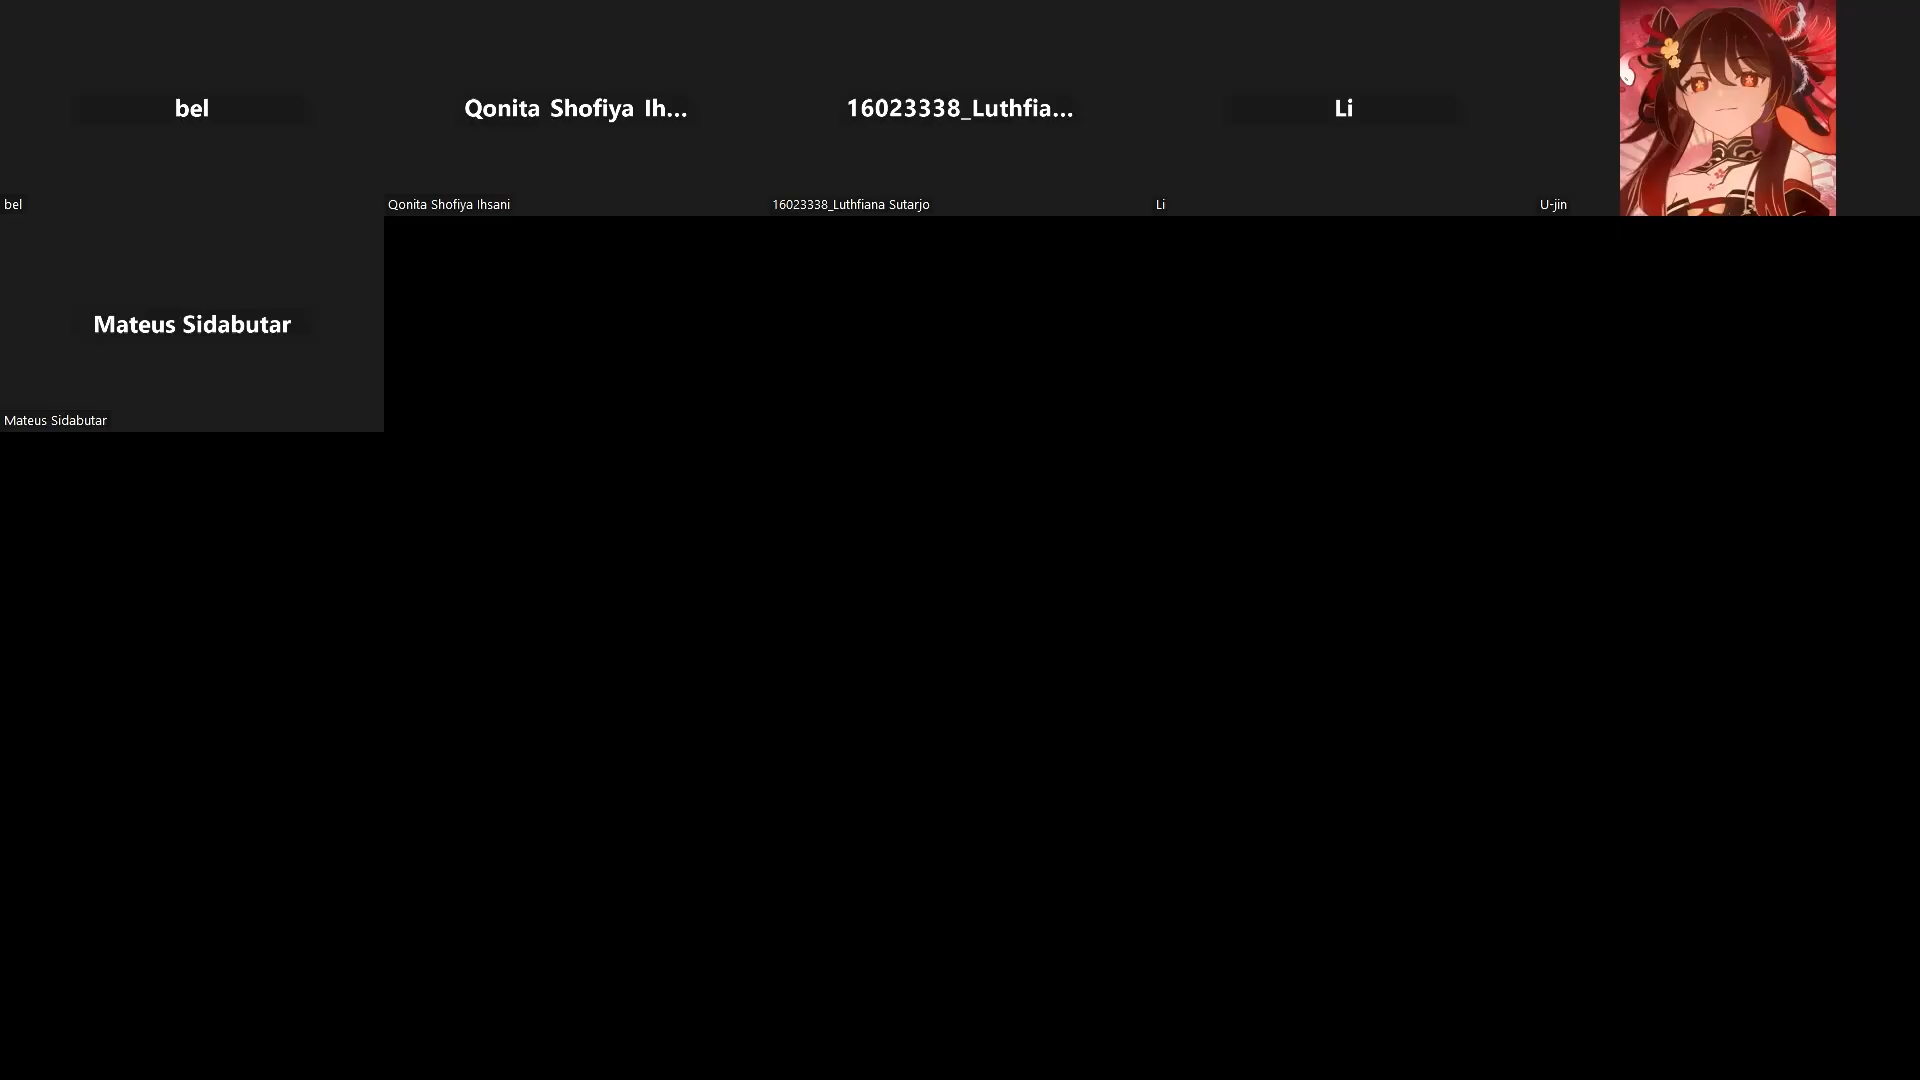 bel
Qonita Shofiya Ih...
16023338_Luthfia...
Li
bel
Qonita Shofiya Ihsani
16023338_Luthfiana Sutarjo
Li
U-jin
Mateus Sidabutar
Mateus Sidabutar